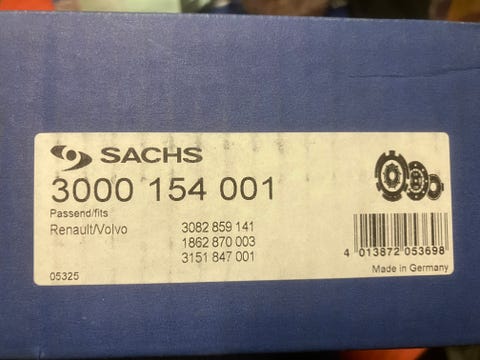 SACHS
3000 154 001
Passend/fits
Renault/Volvo 3082 859 141
1862 870 003
3151 847 001
4 013872 053698
05325 Made in Germany